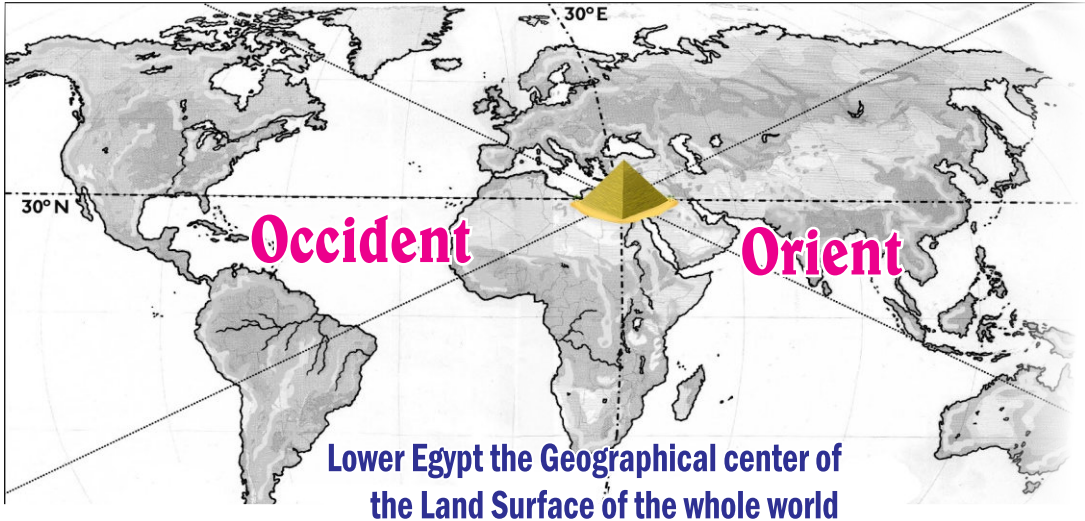 30°E
30°N
Occident
Orient
Lower Egypt the Geographical center of
the Land Surface of the whole world